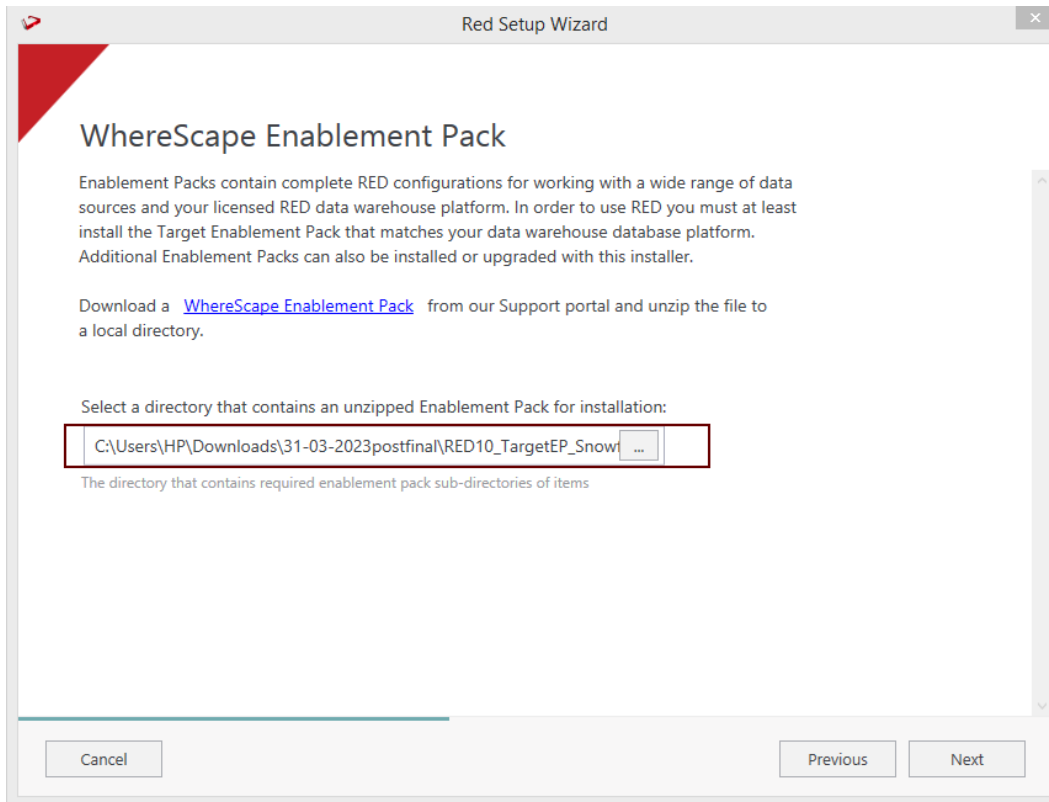 Red Setup Wizard
WhereScape Enablement Pack
Enablement Packs contain complete RED configurations for working with a wide range of data
sources and your licensed RED data warehouse platform. In order to use RED you must at least
install the Target Enablement Pack that matches your data warehouse database platform.
Additional Enablement Packs can also be installed or upgraded with this installer.
Download a WhereScape Enablement Pack from our Support portal and unzip the file to
a local directory.
Select a directory that contains an unzipped Enablement Pack for installation:
C:\Users\HP\Downloads\31-03-2023postfinal\RED10_TargetEP_Snowf ...
The directory that contains required enablement pack sub-directories of items
Cancel Previous Next